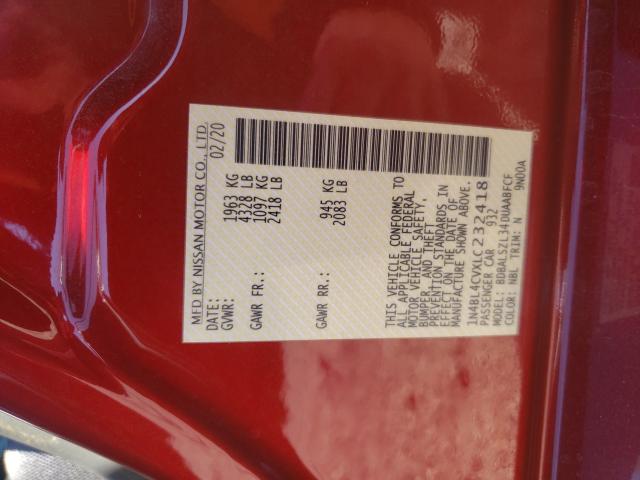 MFD BY NISSAN MOTOR CO., LTD.
DATE: 02/20
GVWR: 1963 KG
4328 LB
GAWR FR.: 1097 KG
2418 LB
GAWR RR.: 945 KG
2083 LB
THIS VEHICLE CONFORMS TO
ALL APPLICABLE FEDERAL
MOTOR VEHICLE SAFETY,
BUMPER, AND THEFT
PREVENTION STANDARDS IN
EFFECT ON THE DATE OF
MANUFACTURE SHOWN ABOVE.
1N4BL4CVXLC232418
PASSENGER CAR 932
MODEL: BDBALSZL34DUAABFCF
COLOR: NBL TRIM: N 9N00A